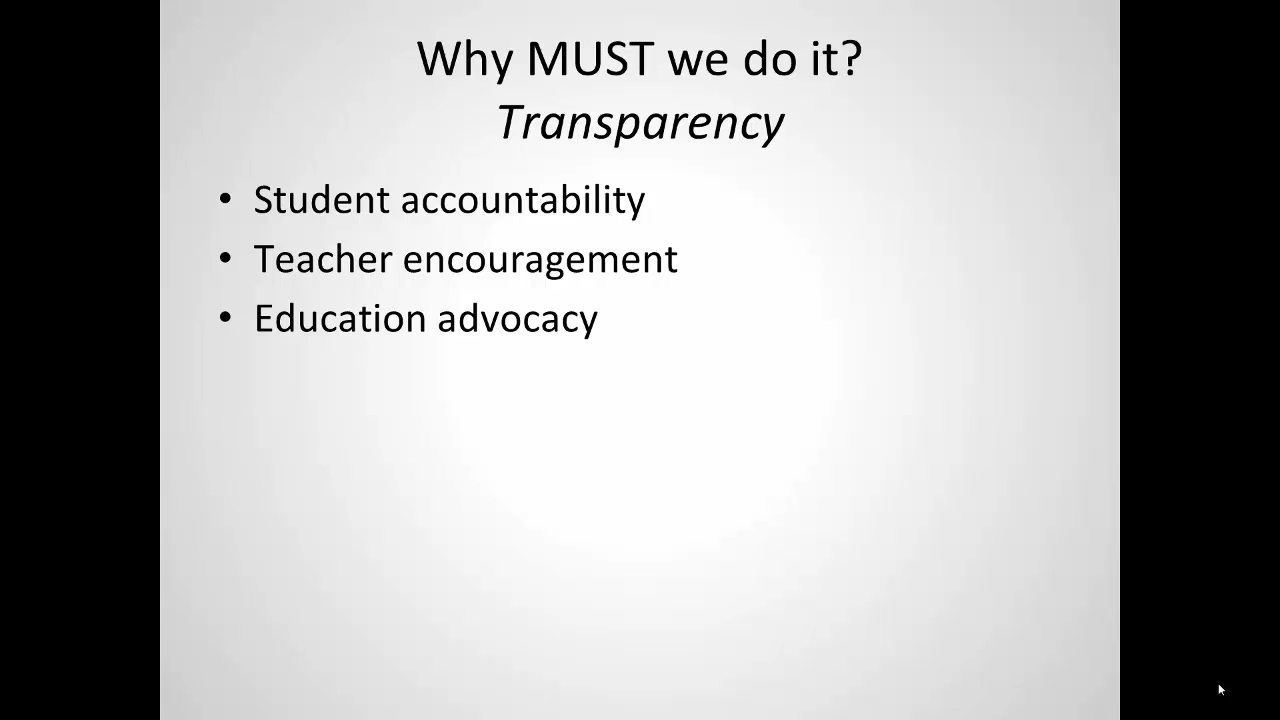 Why MUST we do it?
Transparency
• Student accountability
• Teacher encouragement
• Education advocacy